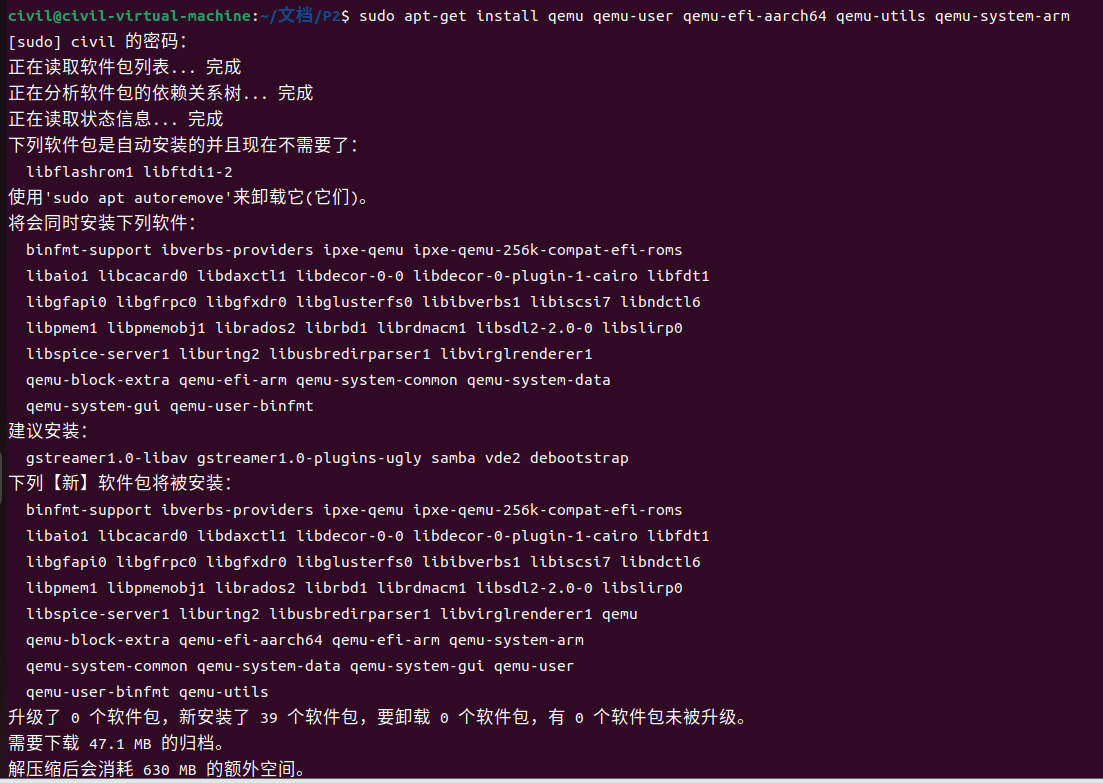 civil@civil-virtual-machine:~/文档/P2$ sudo apt-get install qemu qemu-user qemu-efi-aarch64 qemu-utils qemu-system-arm
[sudo] civil 的密码：
正在读取软件包列表... 完成
正在分析软件包的依赖关系树... 完成
正在读取状态信息... 完成
下列软件包是自动安装的并且现在不需要了：
  libflashrom1 libftdi1-2
使用'sudo apt autoremove'来卸载它(它们)。
将会同时安装下列软件：
  binfmt-support ibverbs-providers ipxe-qemu ipxe-qemu-256k-compat-efi-roms
  libaio1 libcacard0 libdaxctl1 libdecor-0-0 libdecor-0-plugin-1-cairo libfdt1
  libgfapi0 libgfrpc0 libgfxdr0 libglusterfs0 libibverbs1 libiscsi7 libndctl6
  libpmem1 libpmemobj1 librados2 librbd1 librdmacm1 libsdl2-2.0-0 libslirp0
  libspice-server1 liburing2 libusbredirparser1 libvirglrenderer1
  qemu-block-extra qemu-efi-arm qemu-system-common qemu-system-data
  qemu-system-gui qemu-user-binfmt
建议安装：
  gstreamer1.0-libav gstreamer1.0-plugins-ugly samba vde2 debootstrap
下列【新】软件包将被安装：
  binfmt-support ibverbs-providers ipxe-qemu ipxe-qemu-256k-compat-efi-roms
  libaio1 libcacard0 libdaxctl1 libdecor-0-0 libdecor-0-plugin-1-cairo libfdt1
  libgfapi0 libgfrpc0 libgfxdr0 libglusterfs0 libibverbs1 libiscsi7 libndctl6
  libpmem1 libpmemobj1 librados2 librbd1 librdmacm1 libsdl2-2.0-0 libslirp0
  libspice-server1 liburing2 libusbredirparser1 libvirglrenderer1 qemu
  qemu-block-extra qemu-efi-aarch64 qemu-efi-arm qemu-system-arm
  qemu-system-common qemu-system-data qemu-system-gui qemu-user
  qemu-user-binfmt qemu-utils
升级了 0 个软件包，新安装了 39 个软件包，要卸载 0 个软件包，有 0 个软件包未被升级。
需要下载 47.1 MB 的归档。
解压缩后会消耗 630 MB 的额外空间。